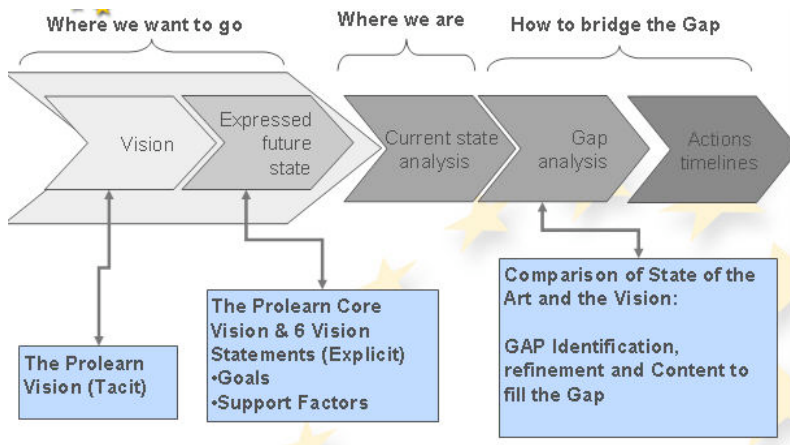 Where we want to go
Where we are
How to bridge the Gap
Vision
Expressed
future
state
Current state
analysis
Gap
analysis
Actions
timelines
The Prolearn
Vision (Tacit)
The Prolearn Core
Vision & 6 Vision
Statements (Explicit)
•Goals
•Support Factors
Comparison of State of the
Art and the Vision:
GAP Identification,
refinement and Content to
fill the Gap